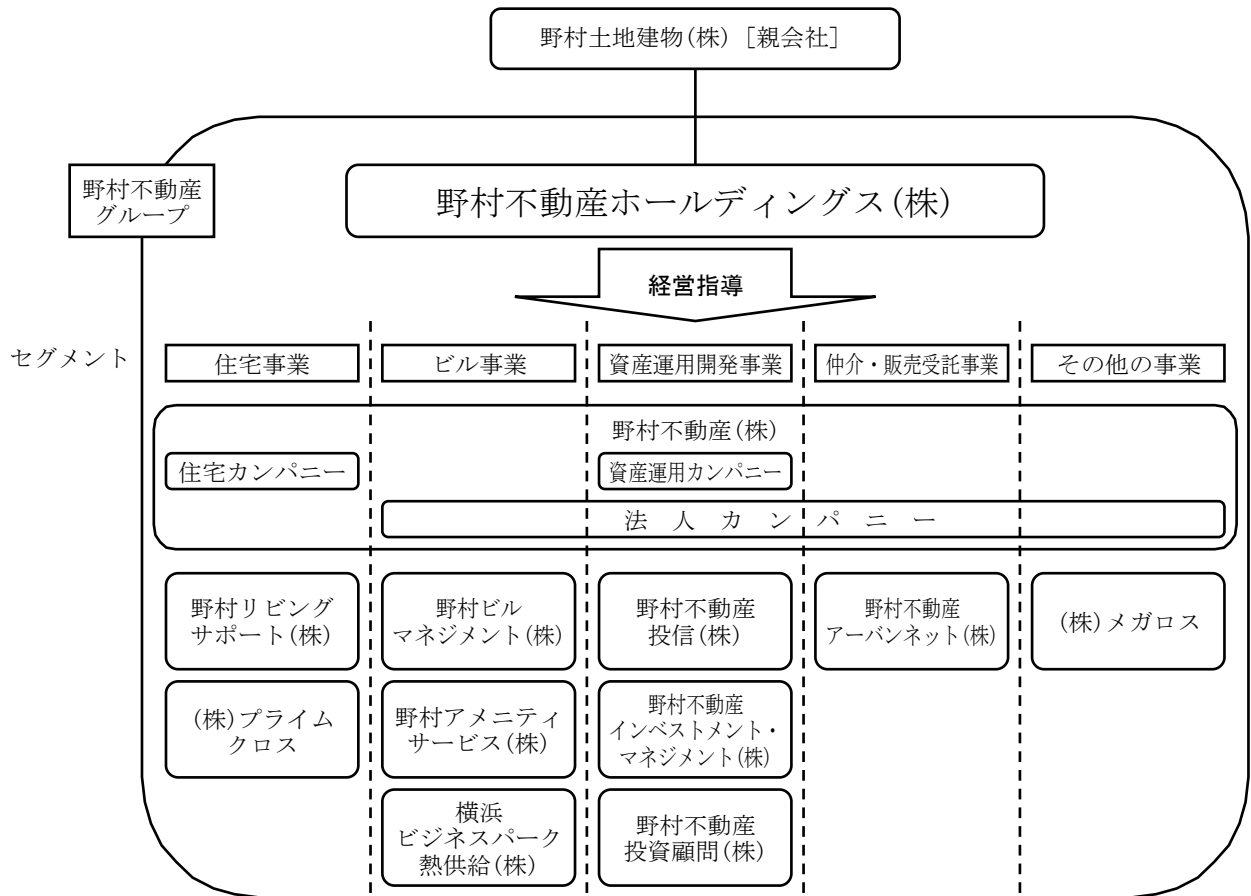 野村土地建物(株)［親会社］
野村不動産
グループ
野村不動産ホールディングス(株)
経営指導
セグメント
住宅事業
ビル事業
資産運用開発事業
仲介・販売受託事業
その他の事業
野村不動産(株)
住宅カンパニー
資産運用カンパニー
法　人　カ　ン　パ　ニ　ー
野村リビング
サポート(株)
野村ビル
マネジメント(株)
野村不動産
投信(株)
野村不動産
アーバンネット(株)
(株)メガロス
(株)プライム
クロス
野村アメニティ
サービス(株)
野村不動産
インベストメント・
マネジメント(株)
横浜
ビジネスパーク
熱供給(株)
野村不動産
投資顧問(株)